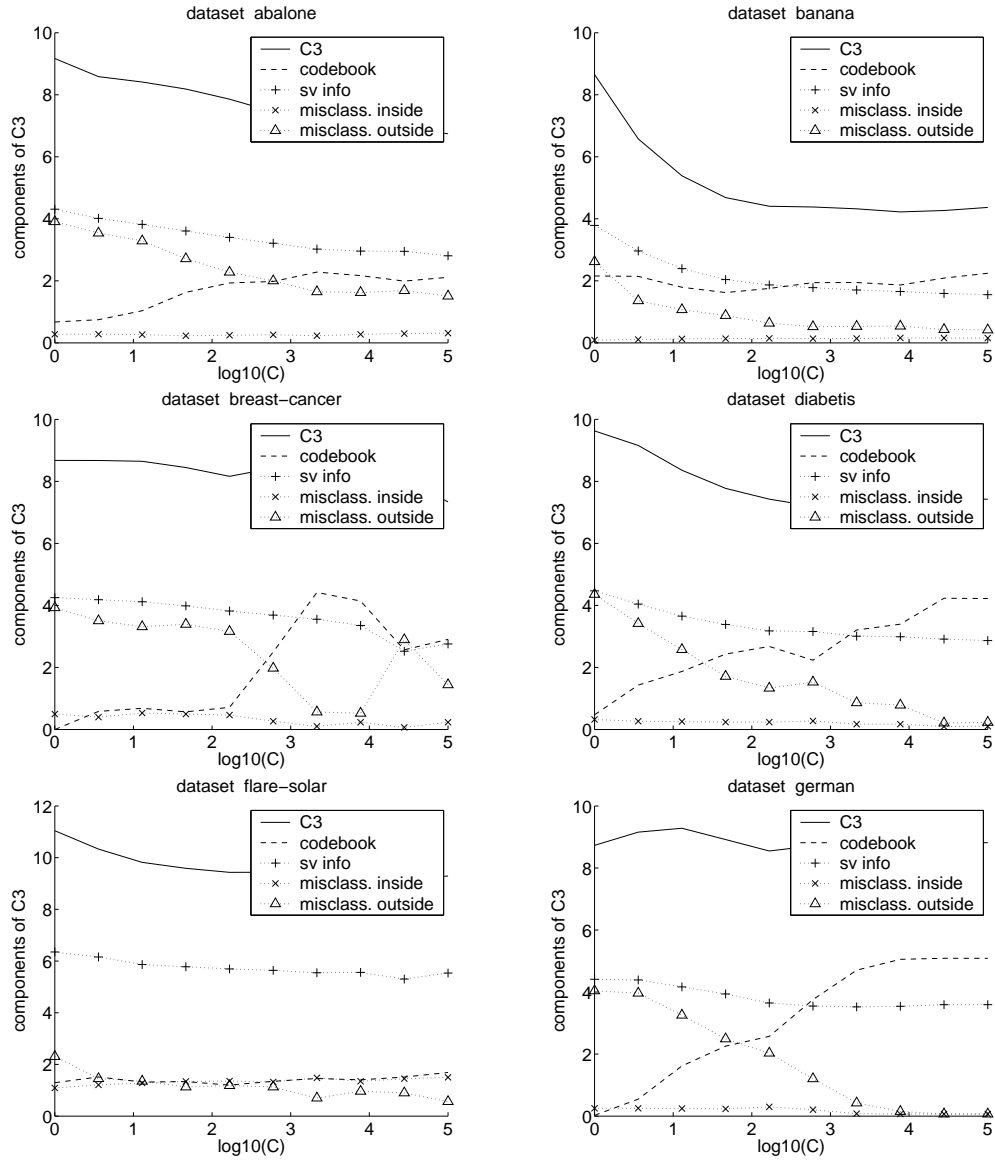 dataset abalone
10
8
6
4
2
0
components of C3
C3
codebook
sv info
misclass. inside
misclass. outside
0 1 2 3 4 5
log10(C)
dataset banana
10
8
6
4
2
0
components of C3
C3
codebook
sv info
misclass. inside
misclass. outside
0 1 2 3 4 5
log10(C)
dataset breast−cancer
10
8
6
4
2
0
components of C3
C3
codebook
sv info
misclass. inside
misclass. outside
0 1 2 3 4 5
log10(C)
dataset diabetis
10
8
6
4
2
0
components of C3
C3
codebook
sv info
misclass. inside
misclass. outside
0 1 2 3 4 5
log10(C)
dataset flare−solar
12
10
8
6
4
2
0
components of C3
C3
codebook
sv info
misclass. inside
misclass. outside
0 1 2 3 4 5
log10(C)
dataset german
10
8
6
4
2
0
components of C3
C3
codebook
sv info
misclass. inside
misclass. outside
0 1 2 3 4 5
log10(C)